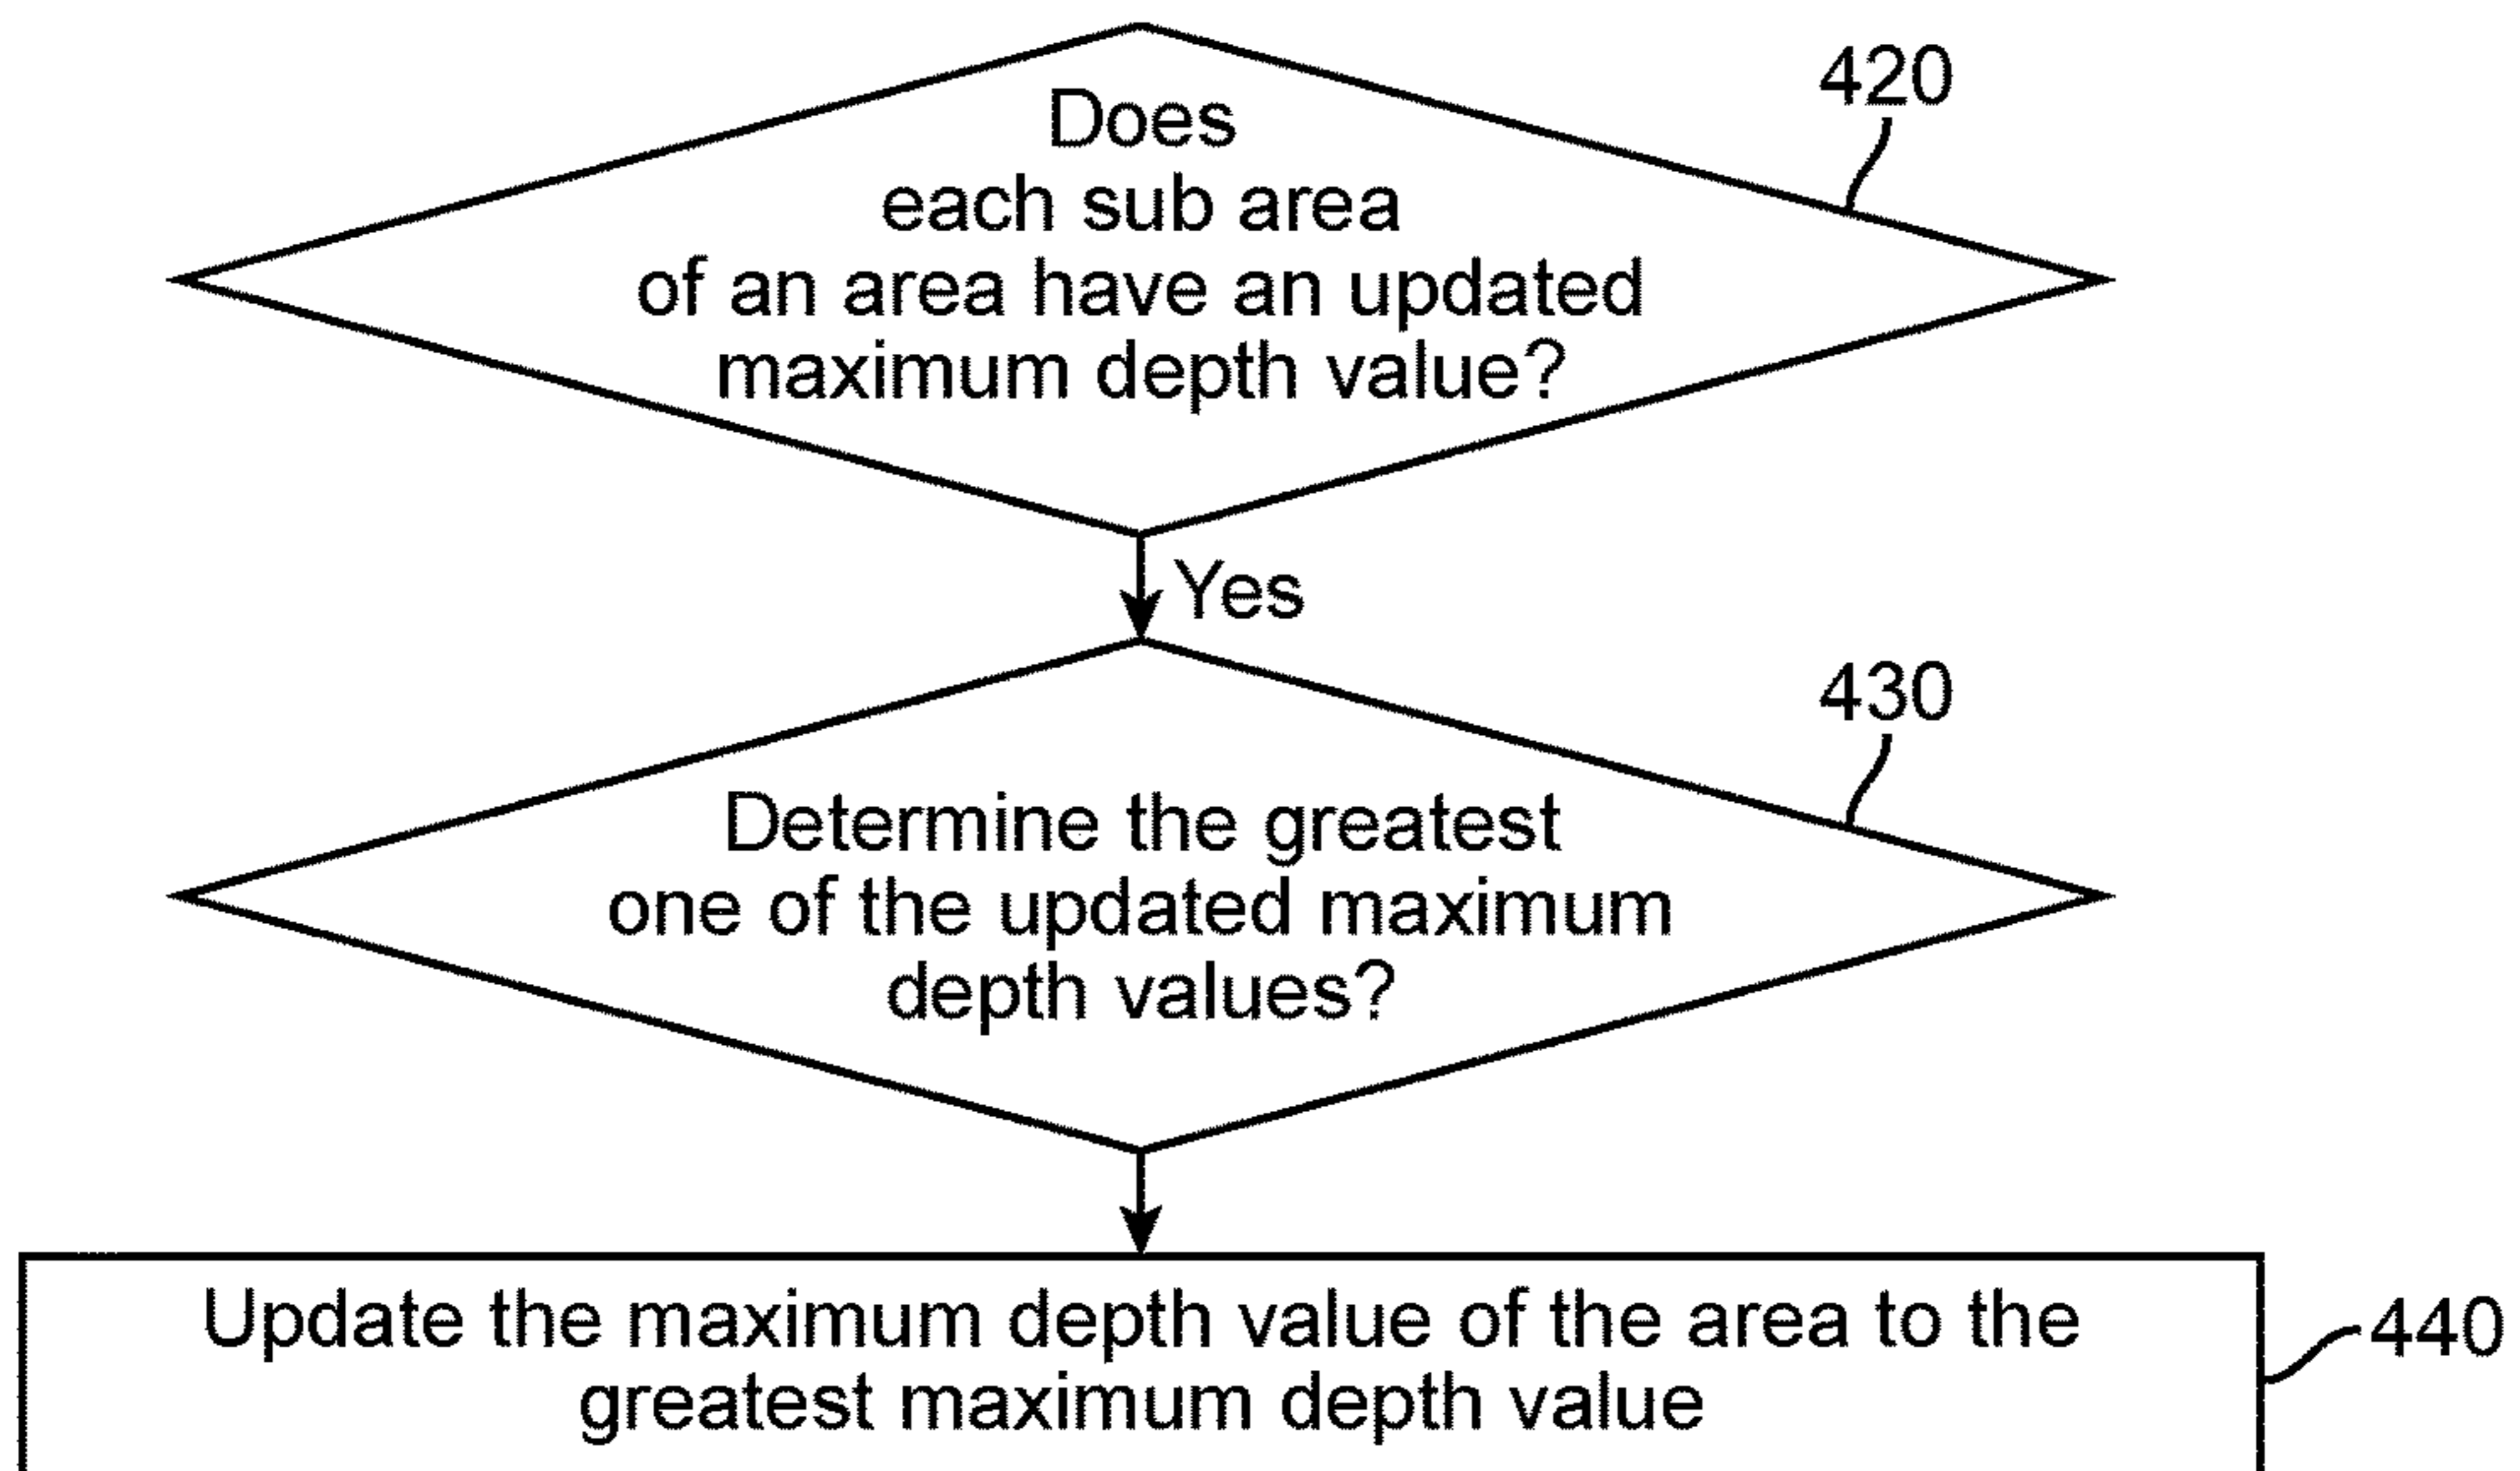 Does
each sub area
of an area have an updated
maximum depth value?
420
Yes
Determine the greatest
one of the updated maximum
depth values?
430
Update the maximum depth value of the area to the
greatest maximum depth value
440